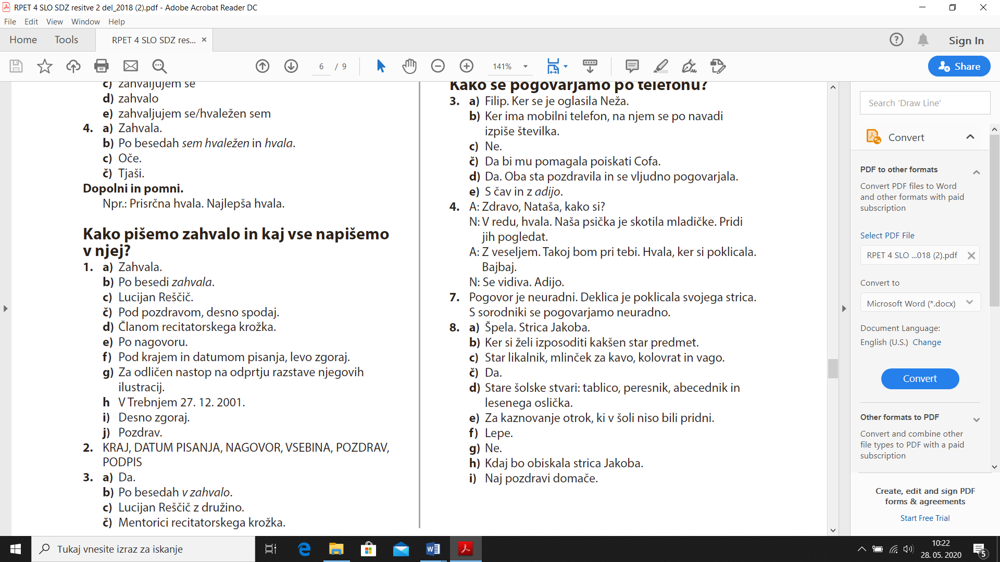 RPET 4 SLO SDZ resitve 2 del_2018 (2).pdf - Adobe Acrobat Reader DC
File Edit View Window Help
Home Tools RPET 4 SLO SDZ res... × Sign In
6 / 9 141% Share
c) zahvaljujem se
d) zahvalo
e) zahvaljujem se/hvaležen sem
4. a) Zahvala.
b) Po besedah sem hvaležen in hvala.
c) Oče.
č) Tjaši.
Dopolni in pomni.
Npr.: Prisrčna hvala. Najlepša hvala.
Kako pišemo zahvalo in kaj vse napišemo
v njej?
1. a) Zahvala.
b) Po besedi zahvala.
c) Lucijan Reščič.
č) Pod pozdravom, desno spodaj.
d) Članom recitatorskega krožka.
e) Po nagovoru.
f) Pod krajem in datumom pisanja, levo zgoraj.
g) Za odličen nastop na odprtju razstave njegovih
ilustracij.
h V Trebnjem 27. 12. 2001.
i) Desno zgoraj.
j) Pozdrav.
2. KRAJ, DATUM PISANJA, NAGOVOR, VSEBINA, POZDRAV,
PODPIS
3. a) Da.
b) Po besedah v zahvalo.
c) Lucijan Reščič z družino.
č) Mentorici recitatorskega krožka.
Kako se pogovarjamo po telefonu?
3. a) Filip. Ker se je oglasila Neža.
b) Ker ima mobilni telefon, na njem se po navadi
izpiše številka.
c) Ne.
č) Da bi mu pomagala poiskati Cofa.
d) Da. Oba sta pozdravila in se vljudno pogovarjala.
e) S čav in z adijo.
4. A: Zdravo, Nataša, kako si?
N: V redu, hvala. Naša psička je skotila mladičke. Pridi
jih pogledat.
A: Z veseljem. Takoj bom pri tebi. Hvala, ker si poklicala.
Bajbaj.
N: Se vidiva. Adijo.
7. Pogovor je neuradni. Deklica je poklicala svojega strica.
S sorodniki se pogovarjamo neuradno.
8. a) Špela. Strica Jakoba.
b) Ker si želi izposoditi kakšen star predmet.
c) Star likalnik, mlinček za kavo, kolovrat in vago.
č) Da.
d) Stare šolske stvari: tablico, peresnik, abecednik in
lesenega oslička.
e) Za kaznovanje otrok, ki v šoli niso bili pridni.
f) Lepe.
g) Ne.
h) Kdaj bo obiskala strica Jakoba.
i) Naj pozdravi domače.
Search 'Draw Line'
Convert
PDF to other formats
Convert PDF files to Word
and other formats with paid
subscription
Select PDF File
RPET 4 SLO ...018 (2).pdf
Convert to
Microsoft Word (*.docx)
Document Language:
English (U.S.) Change
Convert
Other formats to PDF
Convert and combine other
file types to PDF with a paid
subscription
Create, edit and sign PDF
forms & agreements
Start Free Trial
Tukaj vnesite izraz za iskanje
10:22
28. 05. 2020
5